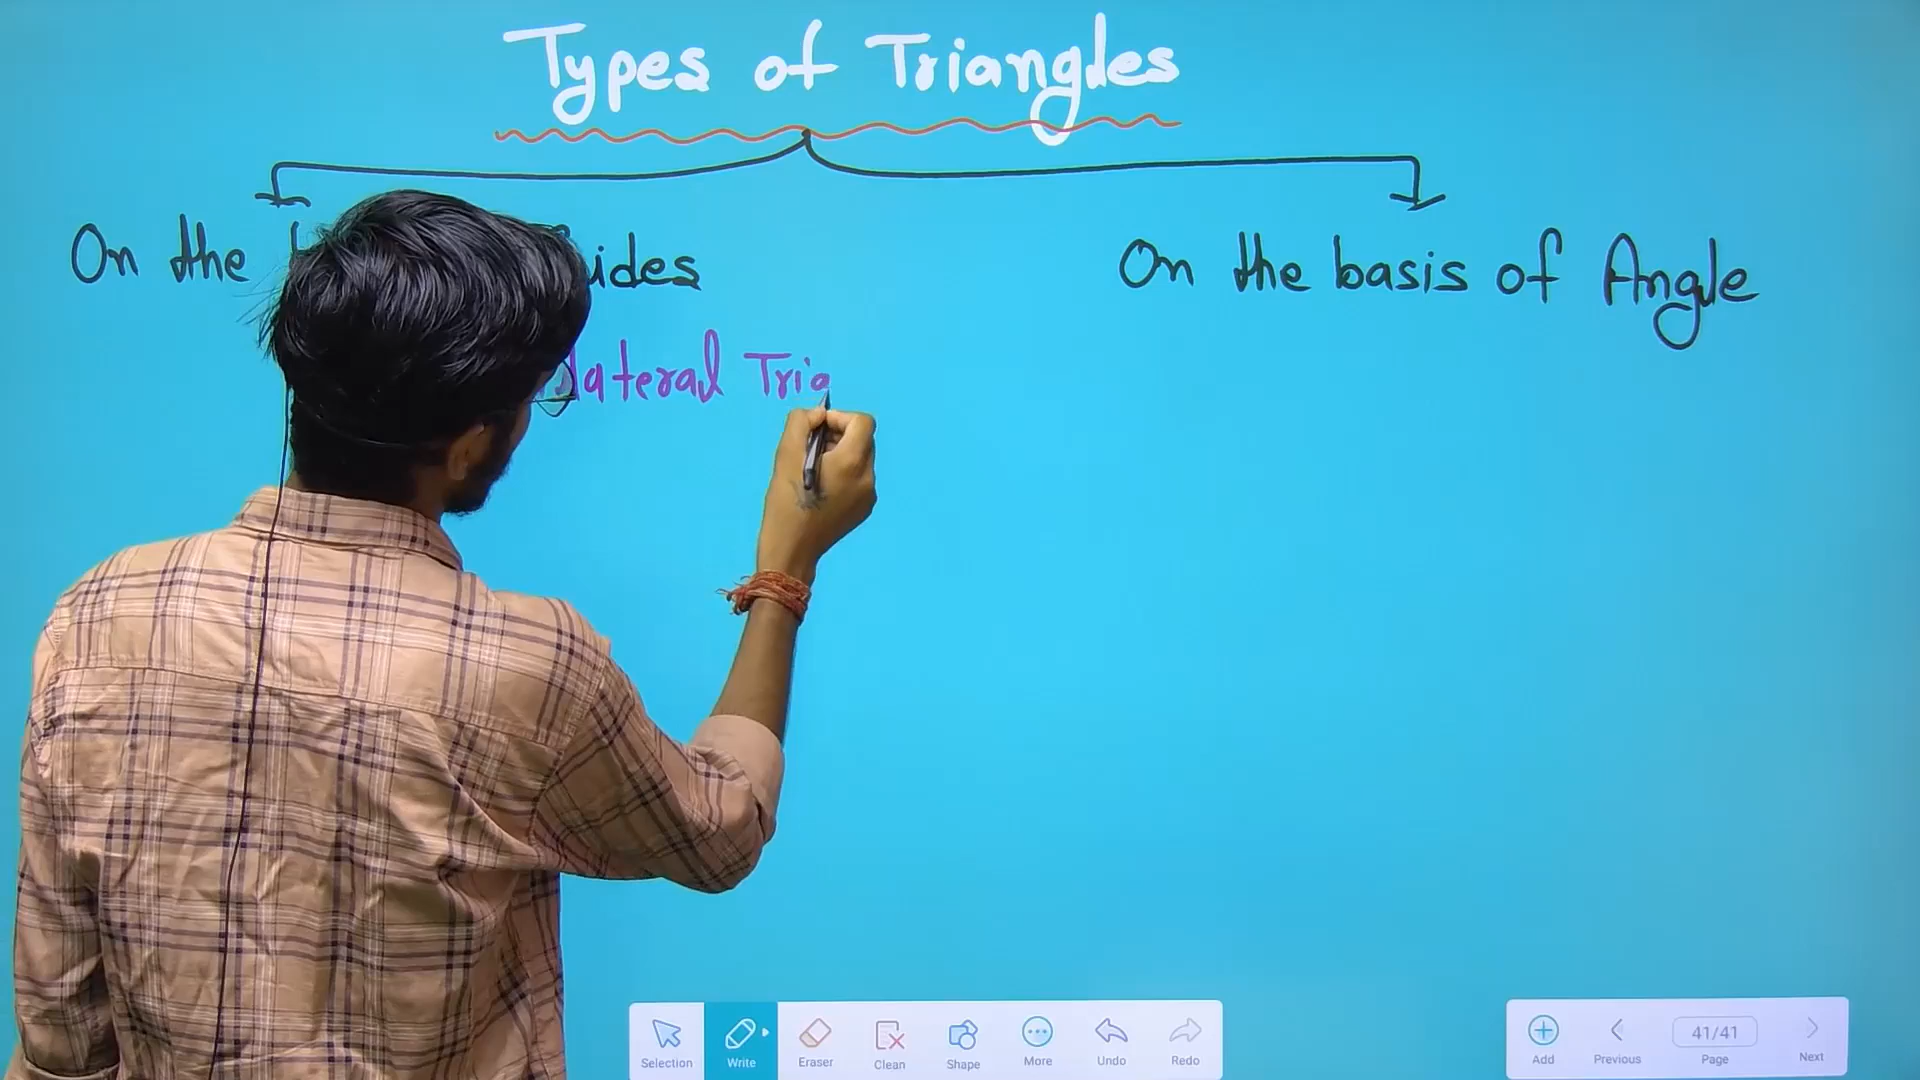 Types of Triangles
On the sides
On the basis of Angle
lateral Tria
Selection Write Eraser Clean Shape More Undo Redo
Add Previous 41/41 Page Next